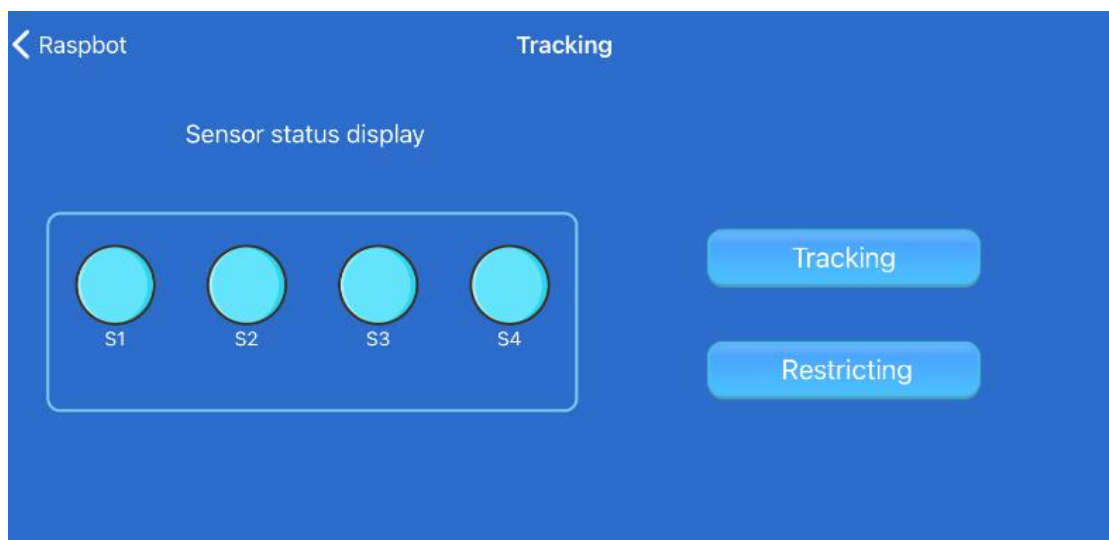 Raspbot
Tracking
Sensor status display
S1 S2 S3 S4
Tracking
Restricting